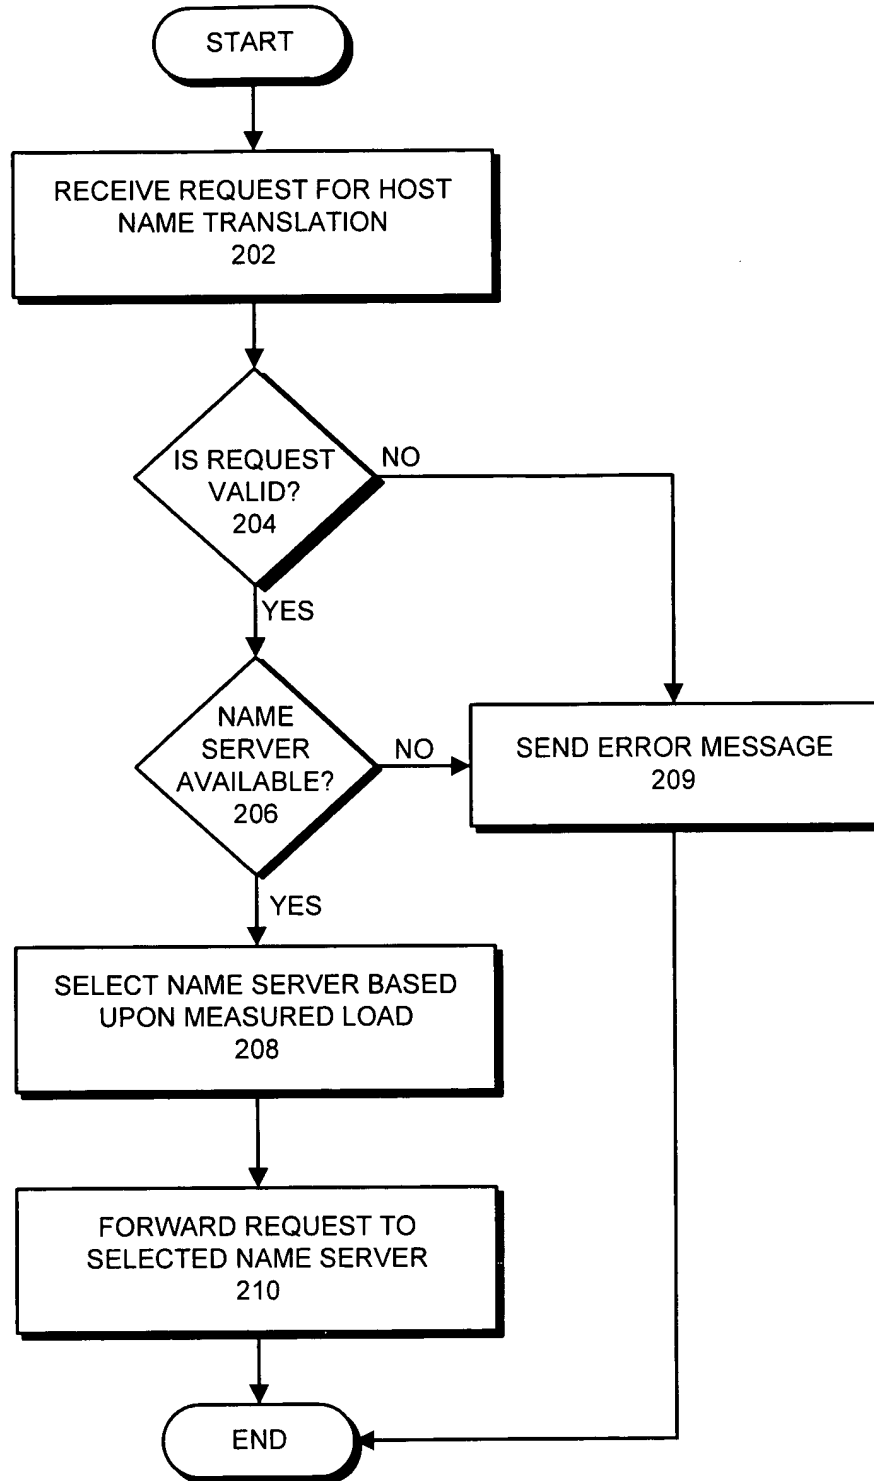 START
RECEIVE REQUEST FOR HOST
NAME TRANSLATION
202
IS REQUEST
VALID?
204
NO
YES
NAME
SERVER
AVAILABLE?
206
NO
SEND ERROR MESSAGE
209
YES
SELECT NAME SERVER BASED
UPON MEASURED LOAD
208
FORWARD REQUEST TO
SELECTED NAME SERVER
210
END